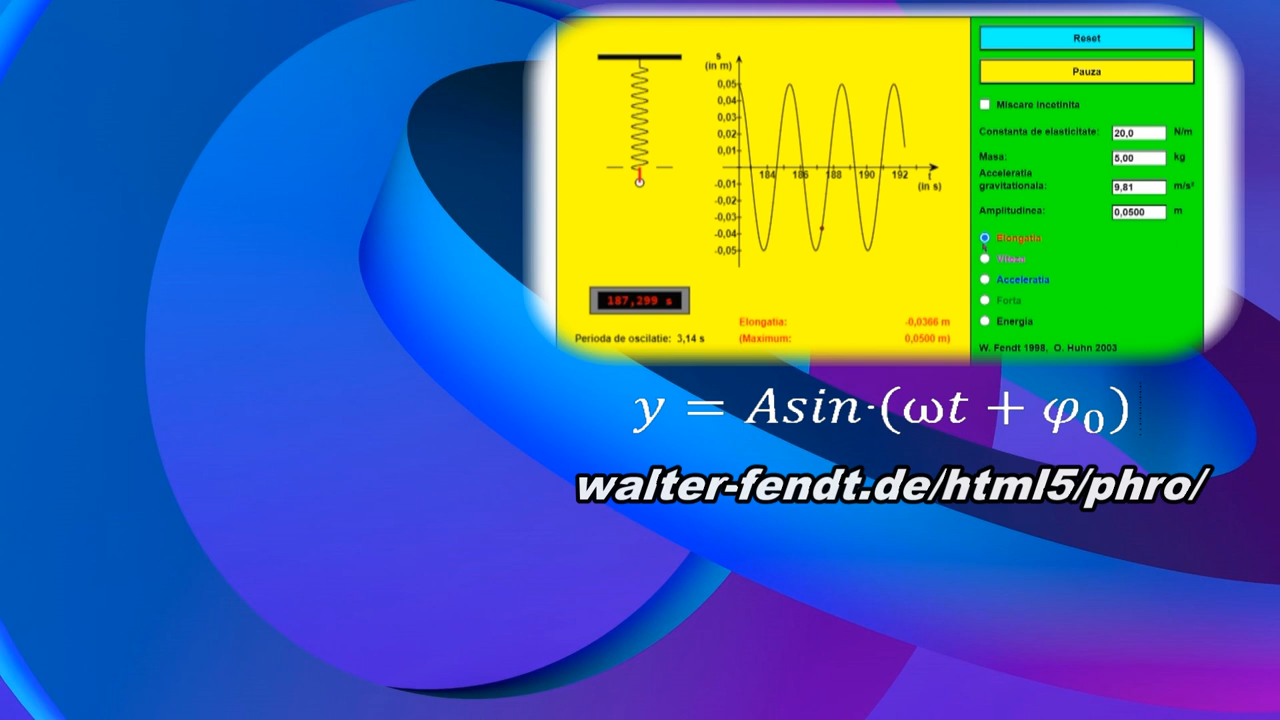 Reset
Pauza
Miscare incetinita
Constanta de elasticitate: 20,0 N/m
Masa: 5,00 kg
Acceleratia
gravitationala: 9,81 m/s²
Amplitudinea: 0,0500 m
Elongatia
Viteza
Acceleratia
Forta
Energia
W. Fendt 1998, O. Huhn 2003
s
(in m)
0,05
0,04
0,03
0,02
0,01
-0,01
-0,02
-0,03
-0,04
-0,05
184 186 188 190 192
t
(in s)
187,299 s
Perioda de oscilatie: 3,14 s
Elongatia: -0,0366 m
(Maximum: 0,0500 m)
y = Asin·(ωt + φ₀)
walter-fendt.de/html5/phro/